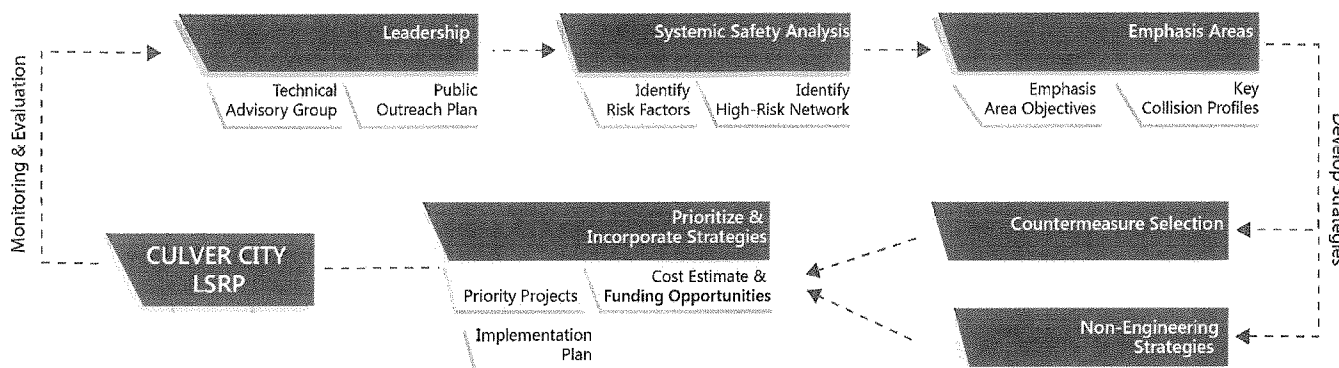 Leadership
Technical
Advisory Group
Public
Outreach Plan
Systemic Safety Analysis
Identify
Risk Factors
Identify
High-Risk Network
Emphasis Areas
Emphasis
Area Objectives
Key
Collision Profiles
Develop Strategies
Countermeasure Selection
Non-Engineering
Strategies
Prioritize &
Incorporate Strategies
Priority Projects
Cost Estimate &
Funding Opportunities
Implementation
Plan
CULVER CITY
LSRP
Monitoring & Evaluation